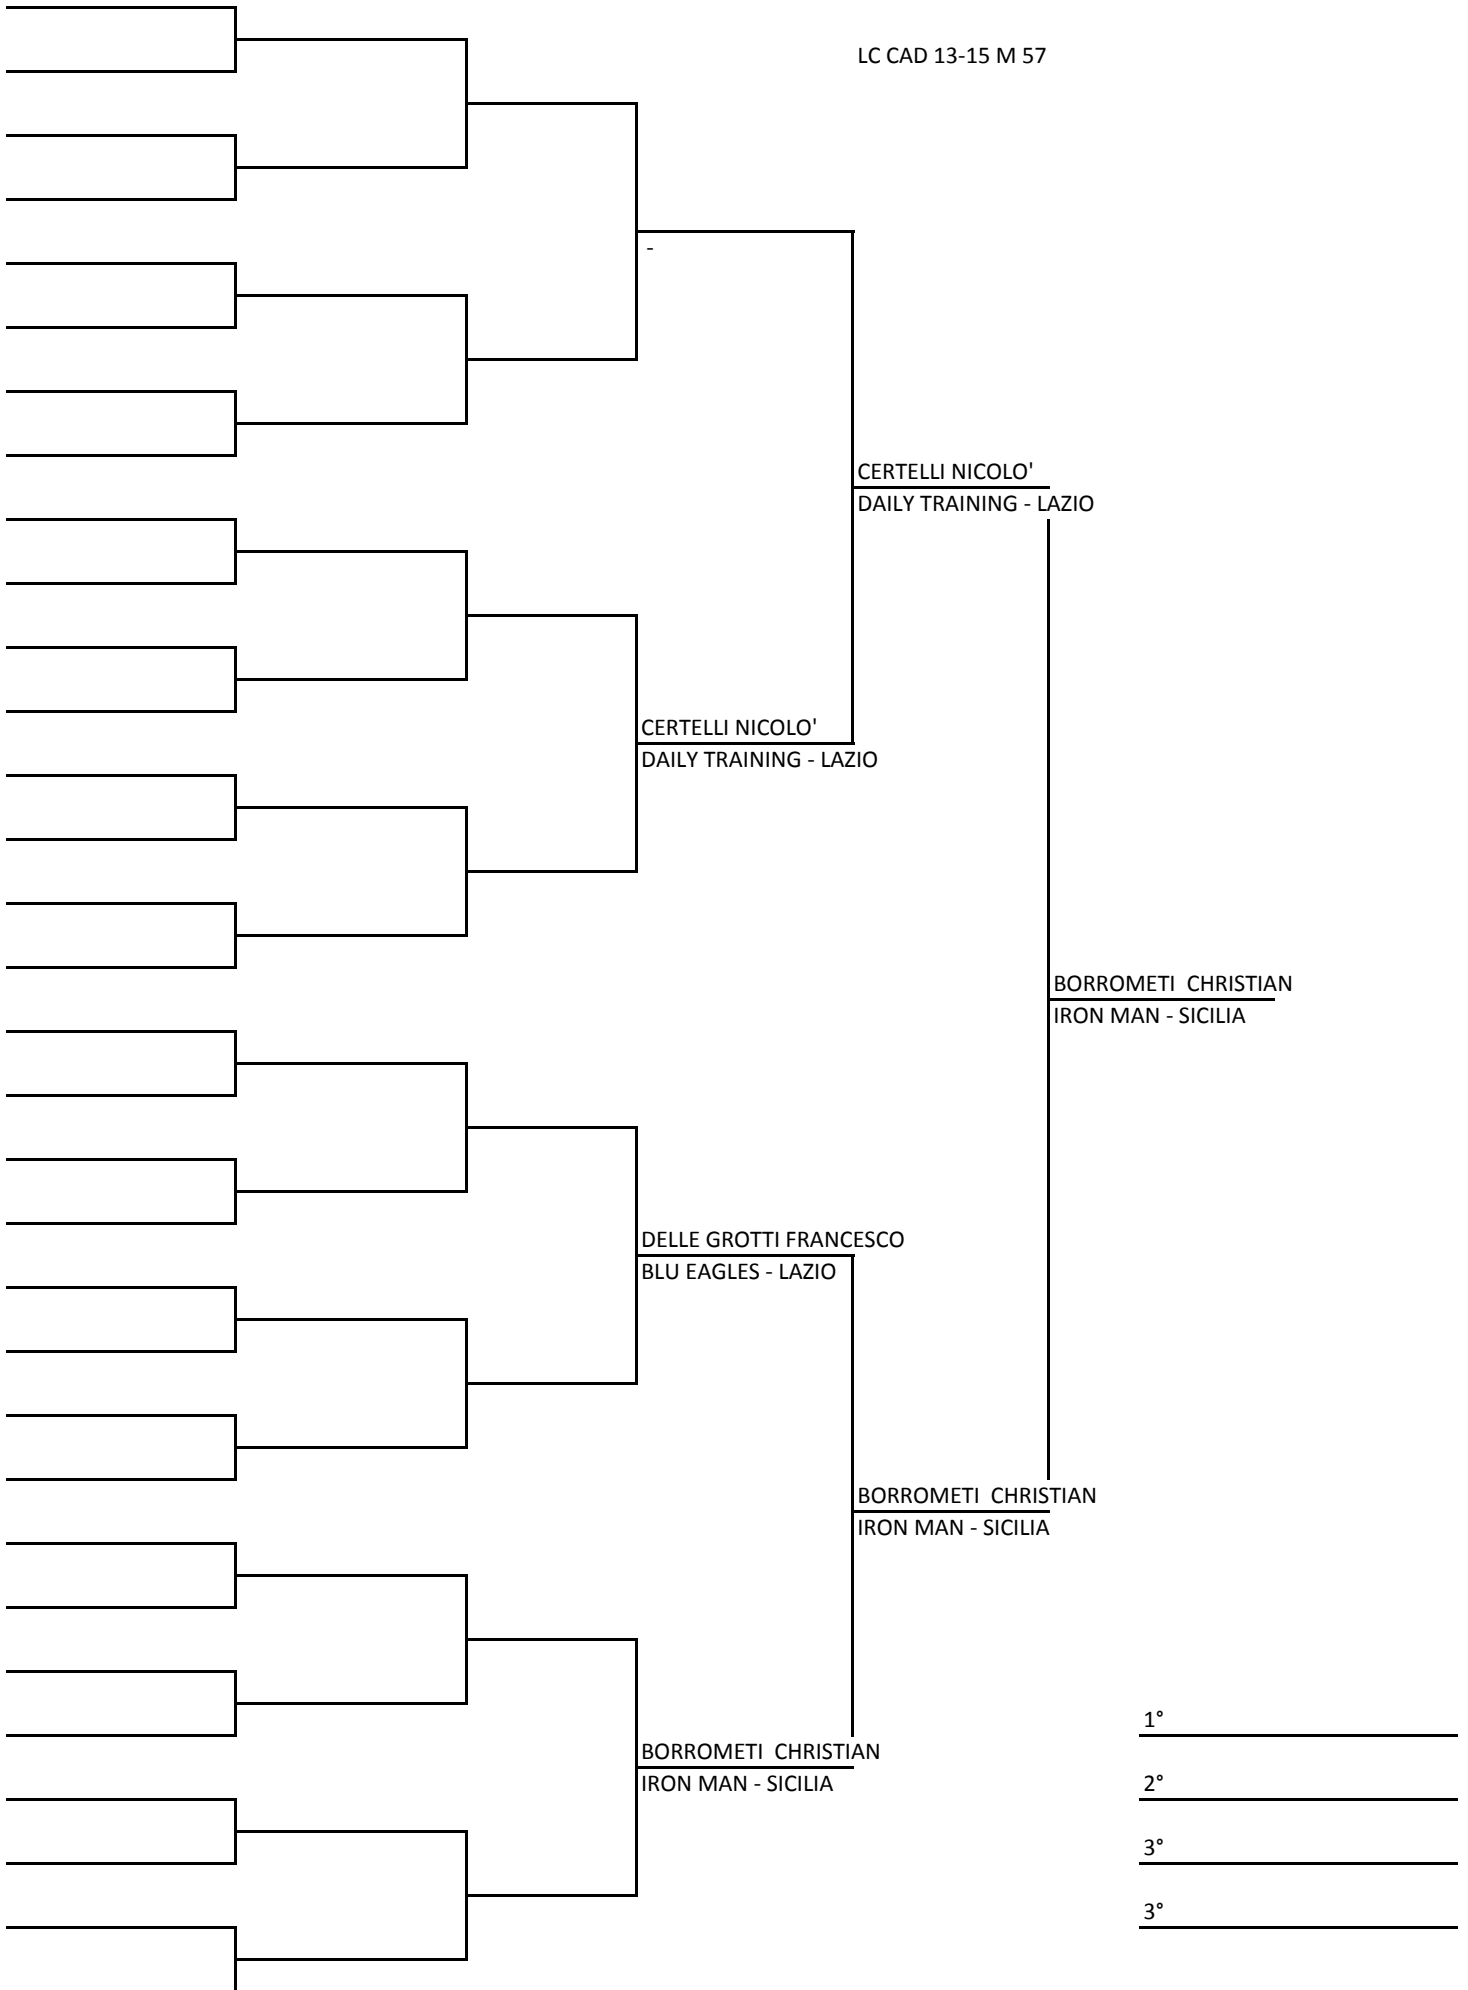 LC CAD 13-15 M 57
-
CERTELLI NICOLO'
DAILY TRAINING - LAZIO
CERTELLI NICOLO'
DAILY TRAINING - LAZIO
BORROMETI  CHRISTIAN
IRON MAN - SICILIA
DELLE GROTTI FRANCESCO
BLU EAGLES - LAZIO
BORROMETI  CHRISTIAN
IRON MAN - SICILIA
1°
BORROMETI  CHRISTIAN
IRON MAN - SICILIA
2°
3°
3°